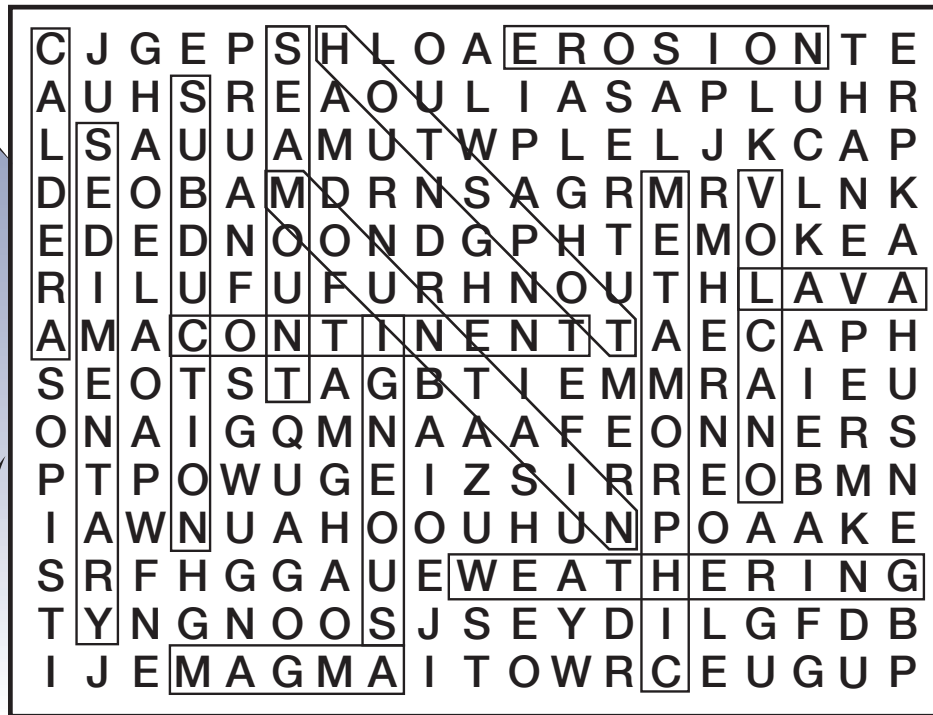 C J G E P S H L O A E R O S I O N T E
A U H S R E A O U L I A S A P L U H R
L S A U U A M U T W P L E L J K C A P
D E O B A M D R N S A G R M R V L N K
E D E D N O O N D G P H T E M O K E A
R I L U F U F U R H N O U T H L A V A
A M A C O N T I N E N T T A E C A P H
S E O T S T A G B T I E M M R A I E U
O N A I G Q M N A A A F E O N N E R S
P T P O W U G E I Z S I R R E O B M N
I A W N U A H O O U H U N P O A A K E
S R F H G G A U E W E A T H E R I N G
T Y N G N O O S J S E Y D I L G F D B
I J E M A G M A I T O W R C E U G U P